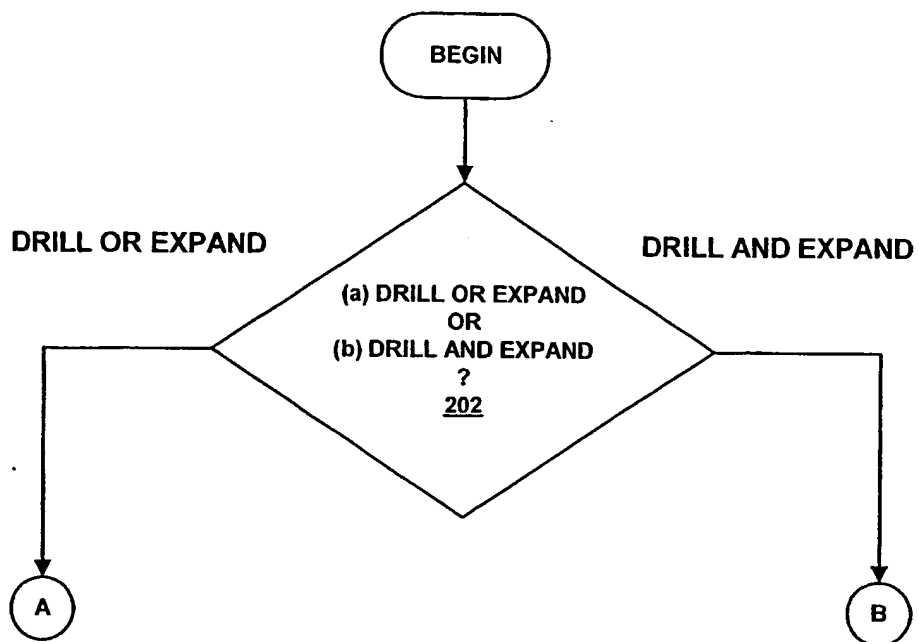 BEGIN
DRILL OR EXPAND
DRILL AND EXPAND
(a) DRILL OR EXPAND
OR
(b) DRILL AND EXPAND
?
202
A
B